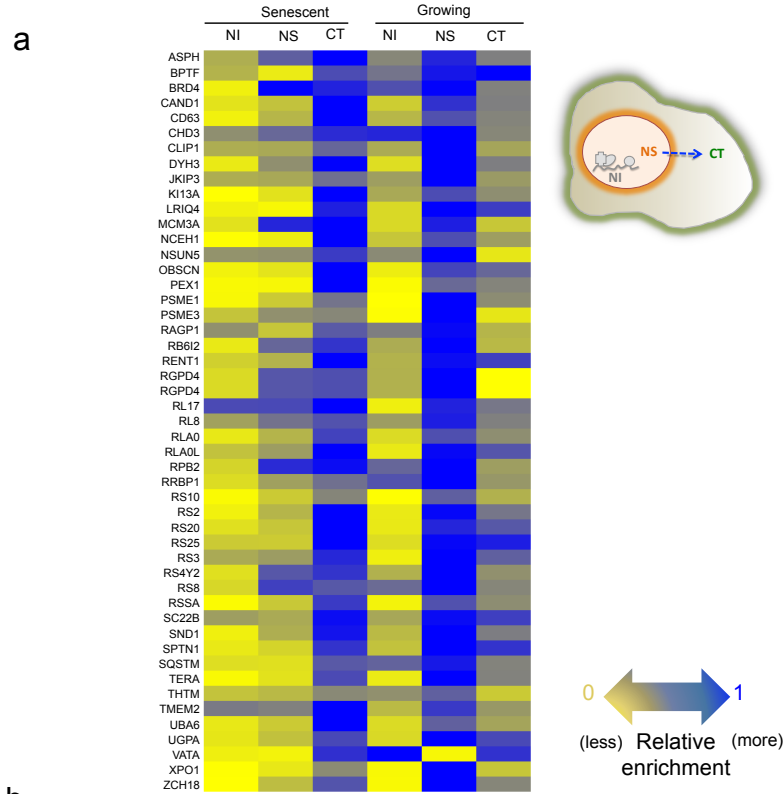 a
Senescent Growing
NI NS CT NI NS CT
ASPH
BPTF
BRD4
CAND1
CD63
CHD3
CLIP1
DYH3
JKIP3
KI13A
LRIQ4
MCM3A
NCEH1
NSUN5
OBSCN
PEX1
PSME1
PSME3
RAGP1
RB6I2
RENT1
RGPD4
RGPD4
RL17
RL8
RLA0
RLA0L
RPB2
RRBP1
RS10
RS2
RS20
RS25
RS3
RS4Y2
RS8
RSSA
SC22B
SND1
SPTN1
SQSTM
TERA
THTM
TMEM2
UBA6
UGPA
VATA
XPO1
ZCH18
NS CT
NI
0 1
(less) Relative (more)
enrichment